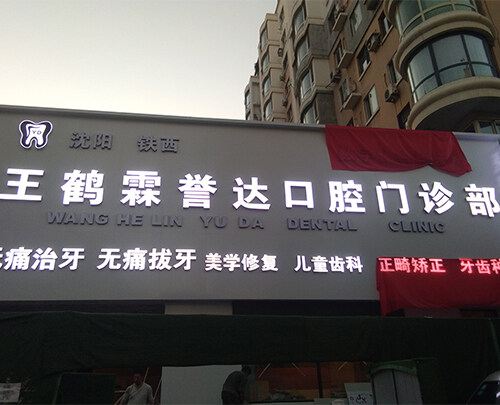 沈阳 铁西
王鹤霖誉达口腔门诊部
WANG HE LIN YU DA DENTAL CLINIC
痛治牙 无痛拔牙 美学修复 儿童齿科 正畸矫正 牙齿种